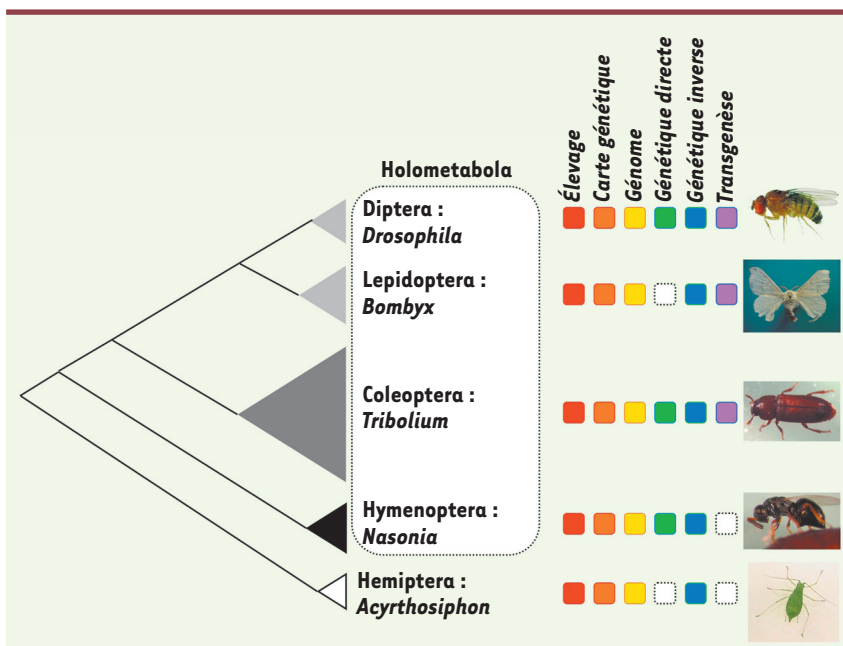 Élevage
Carte génétique
Génome
Génétique directe
Génétique inverse
Transgenèse
Holometabola
Diptera :
Drosophila
Lepidoptera :
Bombyx
Coleoptera :
Tribolium
Hymenoptera :
Nasonia
Hemiptera :
Acyrthosiphon